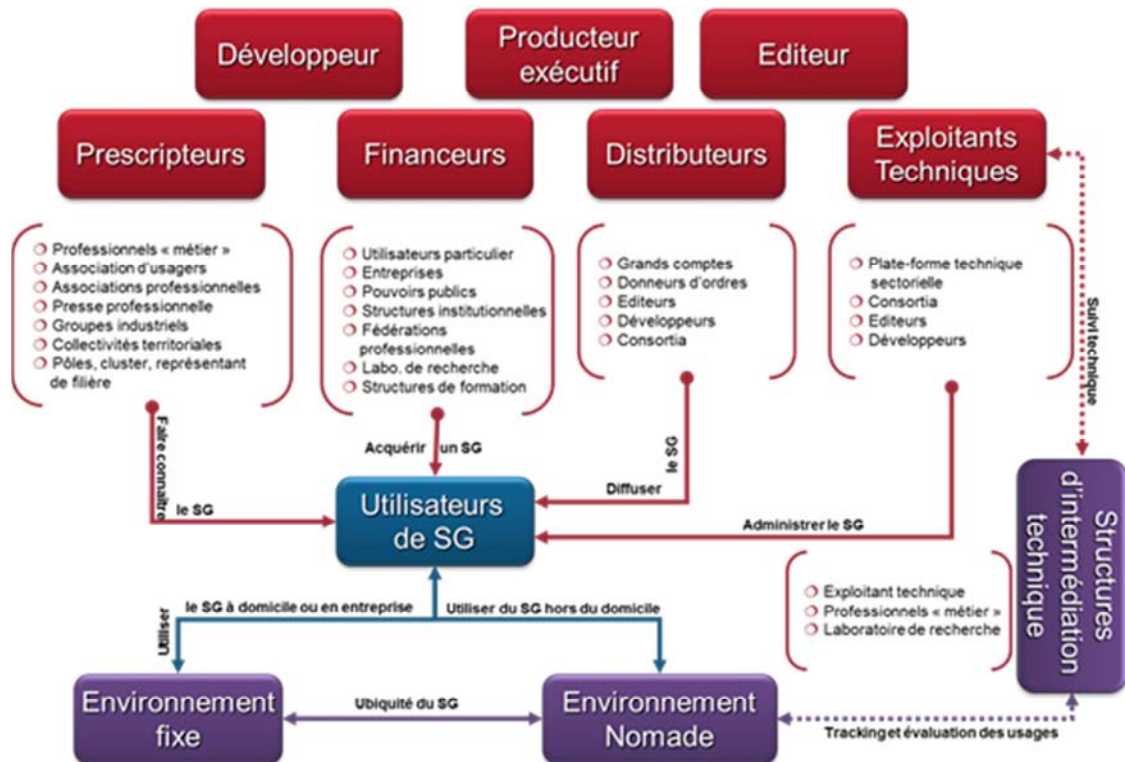 Développeur
Producteur
exécutif
Editeur
Prescripteurs
Financeurs
Distributeurs
Exploitants
Techniques
Professionnels « métier »
Association d'usagers
Associations professionnelles
Presse professionnelle
Groupes industriels
Collectivités territoriales
Pôles, cluster, représentant
de filière
Utilisateurs particulier
Entreprises
Pouvoirs publics
Structures institutionnelles
Fédérations
professionnelles
Labo. de recherche
Structures de formation
Grands comptes
Donneurs d'ordres
Editeurs
Développeurs
Consortia
Plate-forme technique
sectorielle
Consortia
Editeurs
Développeurs
Suivi technique
Faire connaître
le SG
Acquérir un SG
Diffuser
le SG
Administrer le SG
Utilisateurs
de SG
Structures
d'intermédiation
technique
Exploitant technique
Professionnels « métier »
Laboratoire de recherche
Utiliser
le SG à domicile ou en entreprise
Utiliser du SG hors du domicile
Environnement
fixe
Ubiquité du SG
Environnement
Nomade
Tracking et évaluation des usages